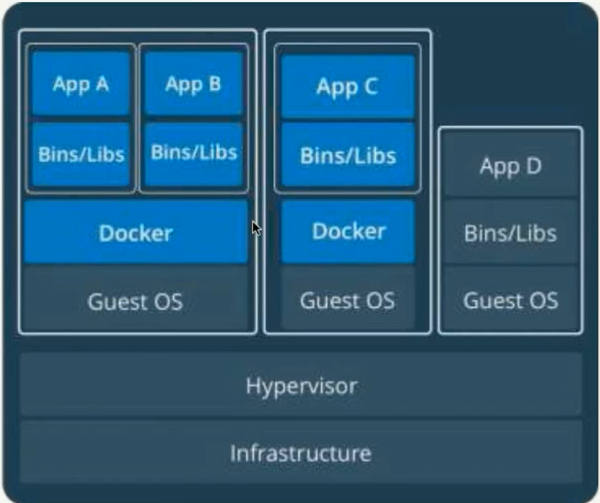 App A
App B
App C
Bins/Libs
Bins/Libs
Bins/Libs
App D
Docker
Docker
Bins/Libs
Guest OS
Guest OS
Guest OS
Hypervisor
Infrastructure